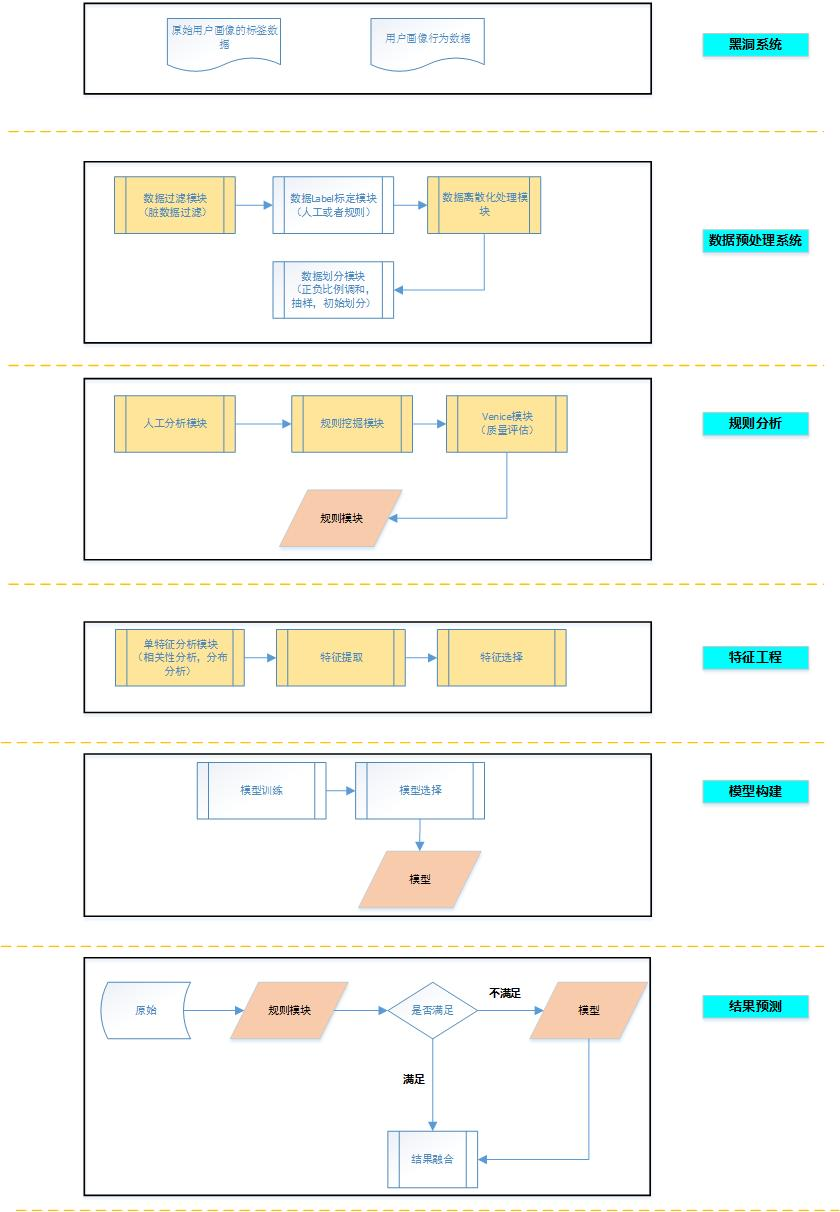 原始用户画像的标签数
据
用户画像行为数据
黑洞系统
数据过滤模块
（脏数据过滤）
数据Label标定模块
（人工或者规则）
数据离散化处理模
块
数据划分模块
（正负比例调和，
抽样，初始划分）
数据预处理系统
人工分析模块
规则挖掘模块
Venice模块
（质量评估）
规则模块
规则分析
单特征分析模块
（相关性分析，分布
分析）
特征提取
特征选择
特征工程
模型训练
模型选择
模型
模型构建
原始
规则模块
是否满足
不满足
模型
满足
结果融合
结果预测